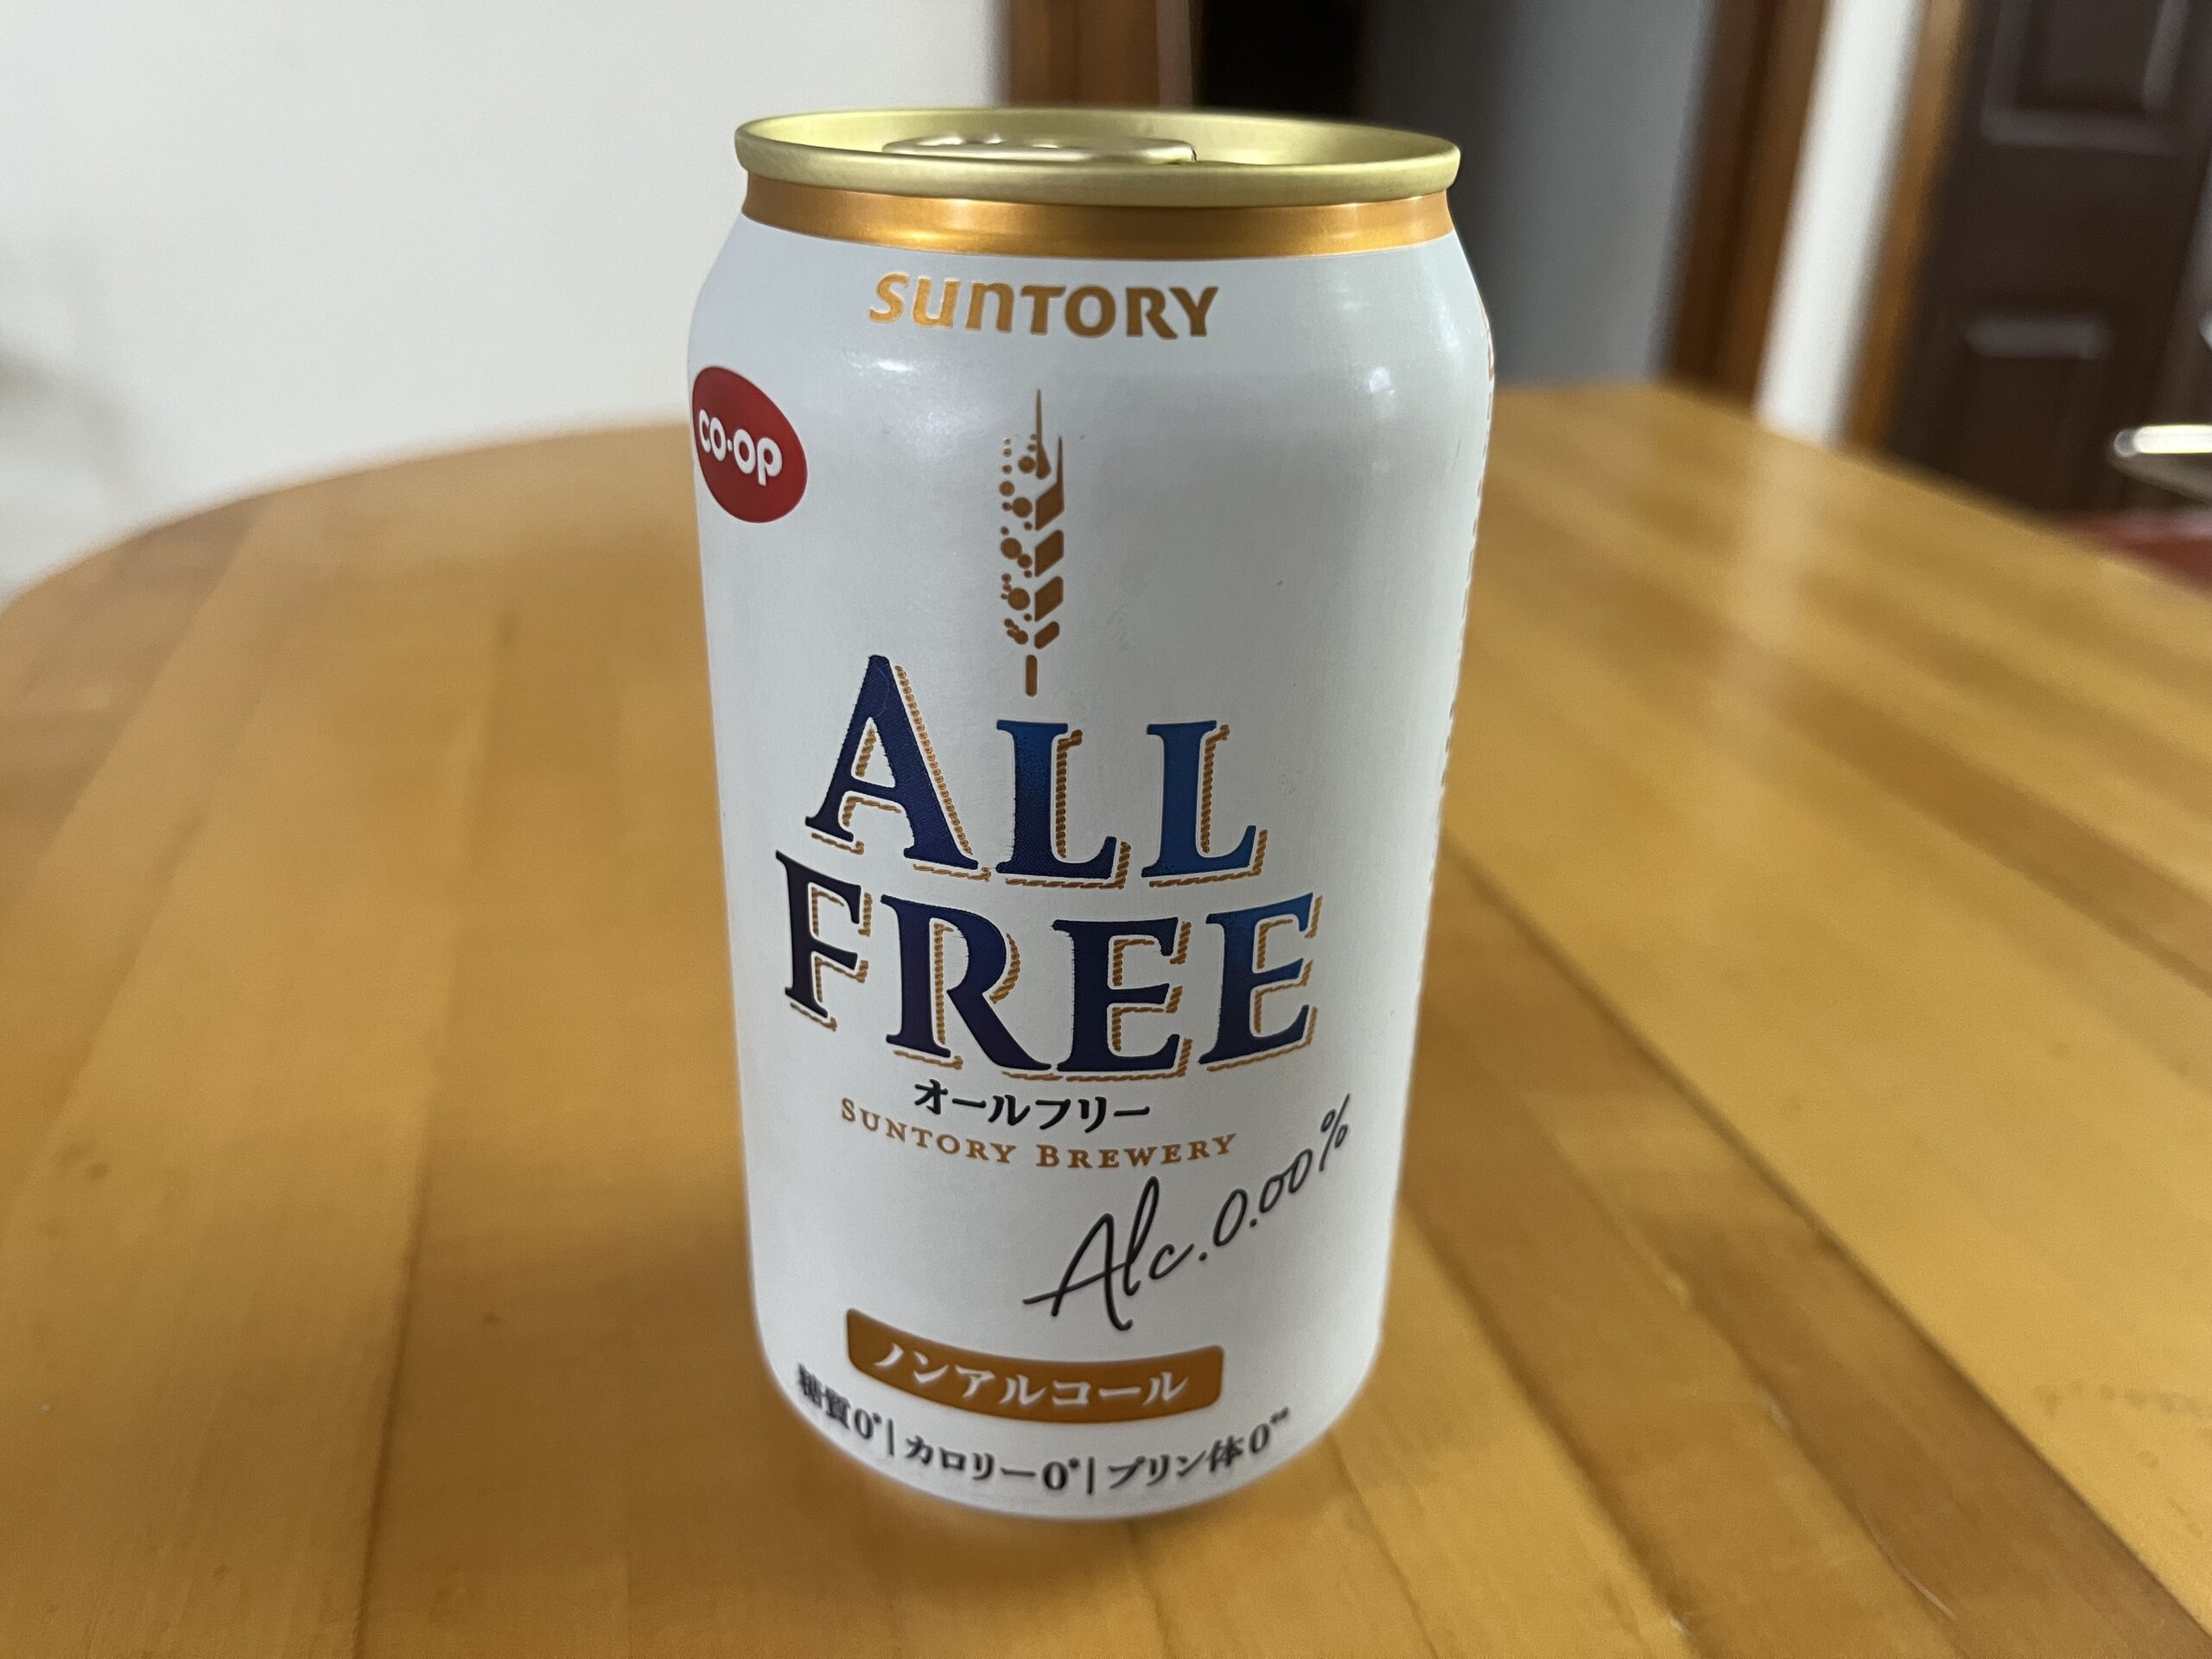 SUNTORY
CO·OP
ALL
FREE
オールフリー
SUNTORY BREWERY
Alc.0.00%
ノンアルコール
糖質0*|カロリー0*|プリン体0**